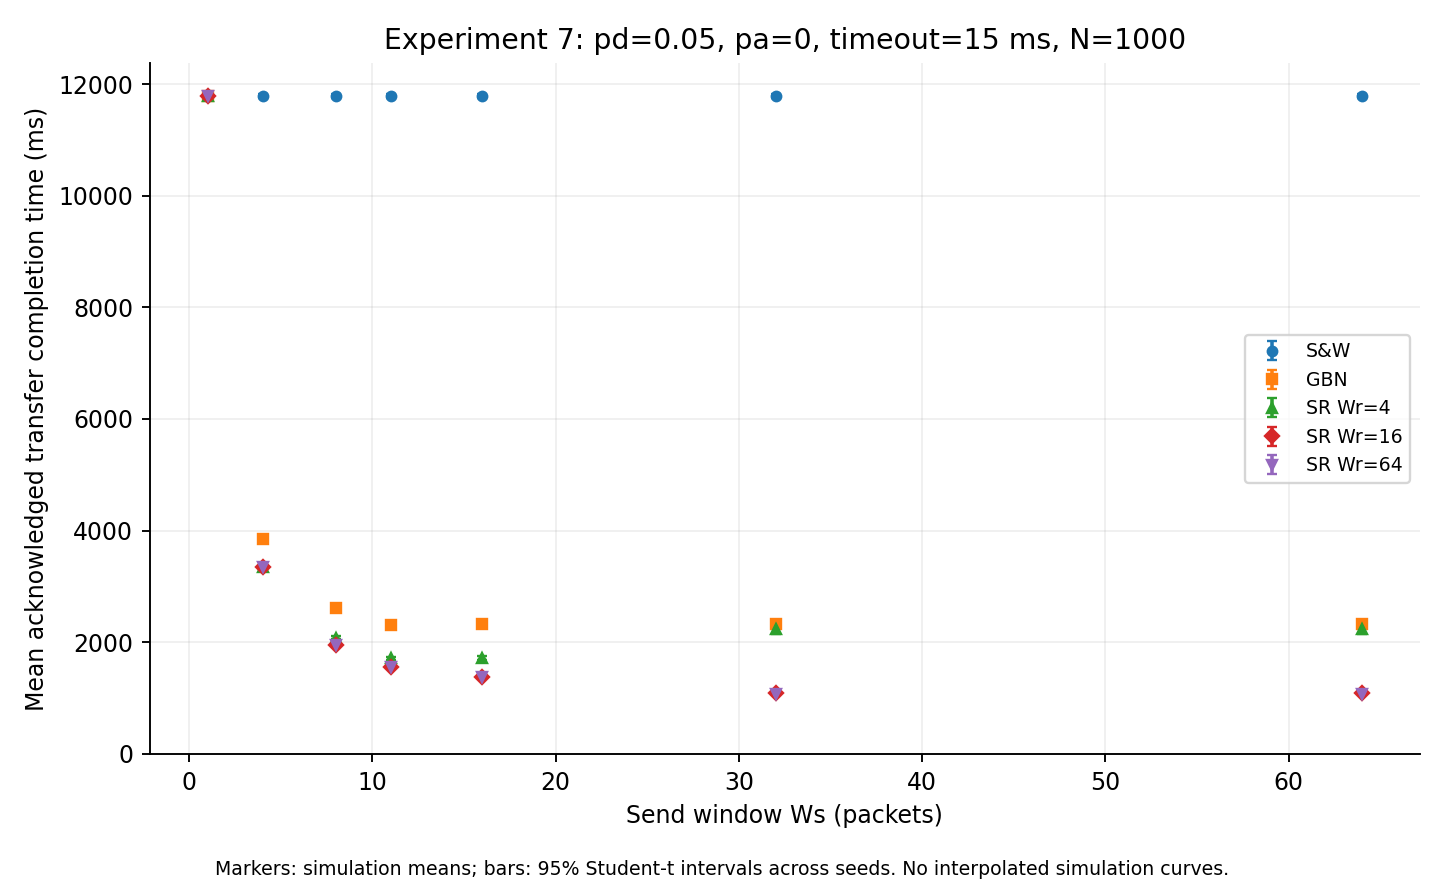 Experiment 7: pd=0.05, pa=0, timeout=15 ms, N=1000
Mean acknowledged transfer completion time (ms)
12000
10000
8000
6000
4000
2000
0
S&W
GBN
SR Wr=4
SR Wr=16
SR Wr=64
0 10 20 30 40 50 60
Send window Ws (packets)
Markers: simulation means; bars: 95% Student-t intervals across seeds. No interpolated simulation curves.